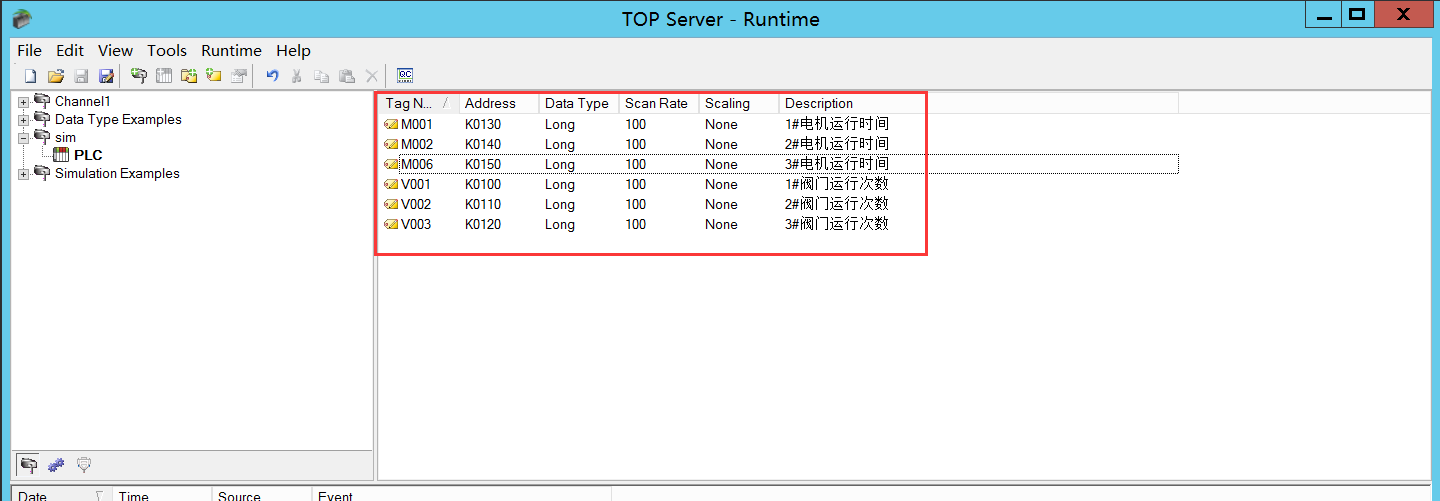 TOP Server - Runtime
File Edit View Tools Runtime Help
QC
Channel1
Data Type Examples
sim
PLC
Simulation Examples
Tag N... Address Data Type Scan Rate Scaling Description
M001 K0130 Long 100 None 1#电机运行时间
M002 K0140 Long 100 None 2#电机运行时间
M006 K0150 Long 100 None 3#电机运行时间
V001 K0100 Long 100 None 1#阀门运行次数
V002 K0110 Long 100 None 2#阀门运行次数
V003 K0120 Long 100 None 3#阀门运行次数
Date Time Source Event